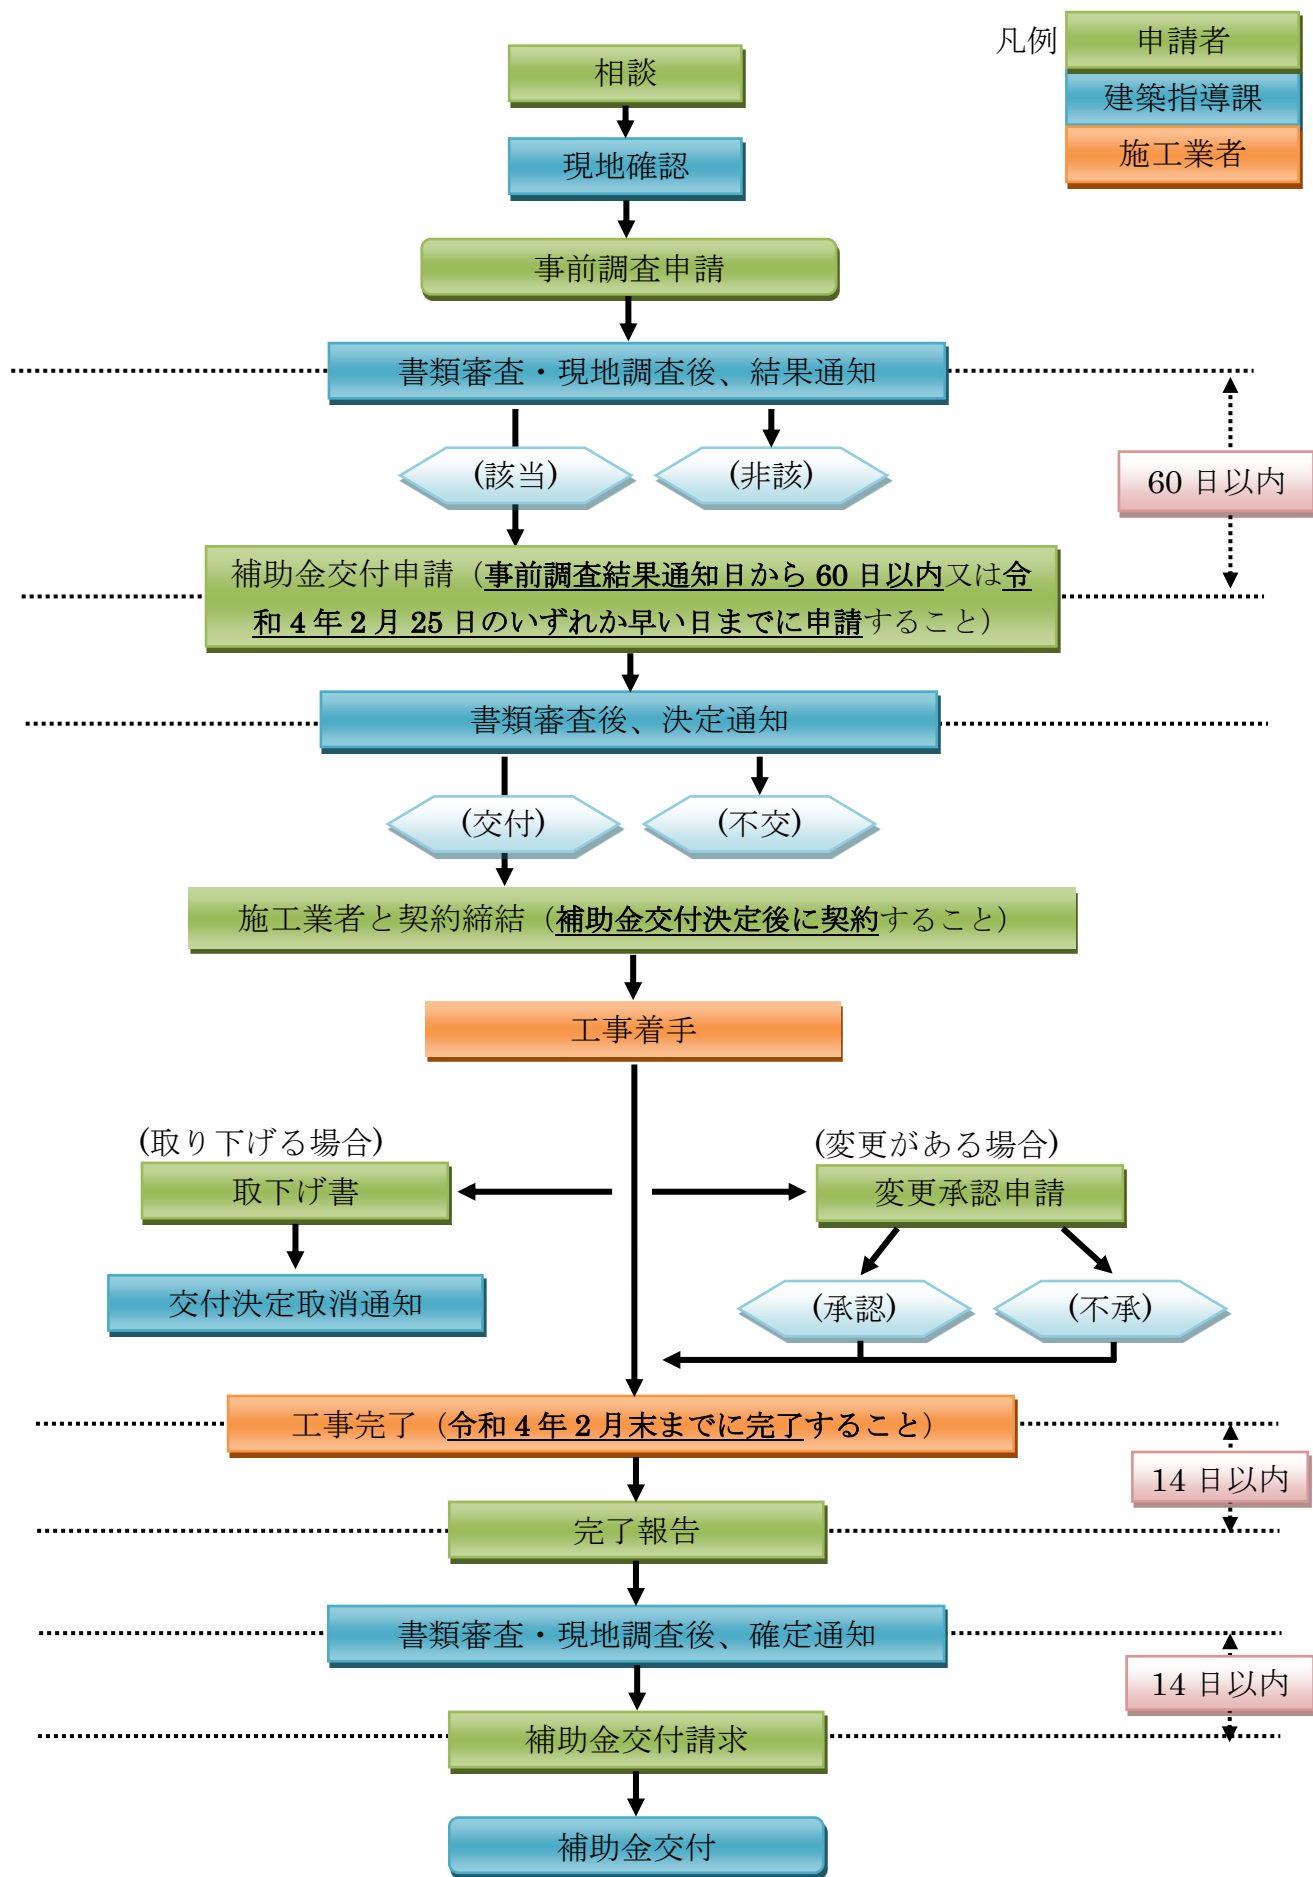 凡例
申請者
建築指導課
施工業者
相談
現地確認
事前調査申請
書類審査・現地調査後、結果通知
(該当)
(非該)
60 日以内
補助金交付申請（事前調査結果通知日から 60 日以内又は令
和 4 年 2 月 25 日のいずれか早い日までに申請すること）
書類審査後、決定通知
(交付)
(不交)
施工業者と契約締結（補助金交付決定後に契約すること）
工事着手
(取り下げる場合)
(変更がある場合)
取下げ書
変更承認申請
交付決定取消通知
(承認)
(不承)
工事完了（令和 4 年 2 月末までに完了すること）
14 日以内
完了報告
書類審査・現地調査後、確定通知
14 日以内
補助金交付請求
補助金交付